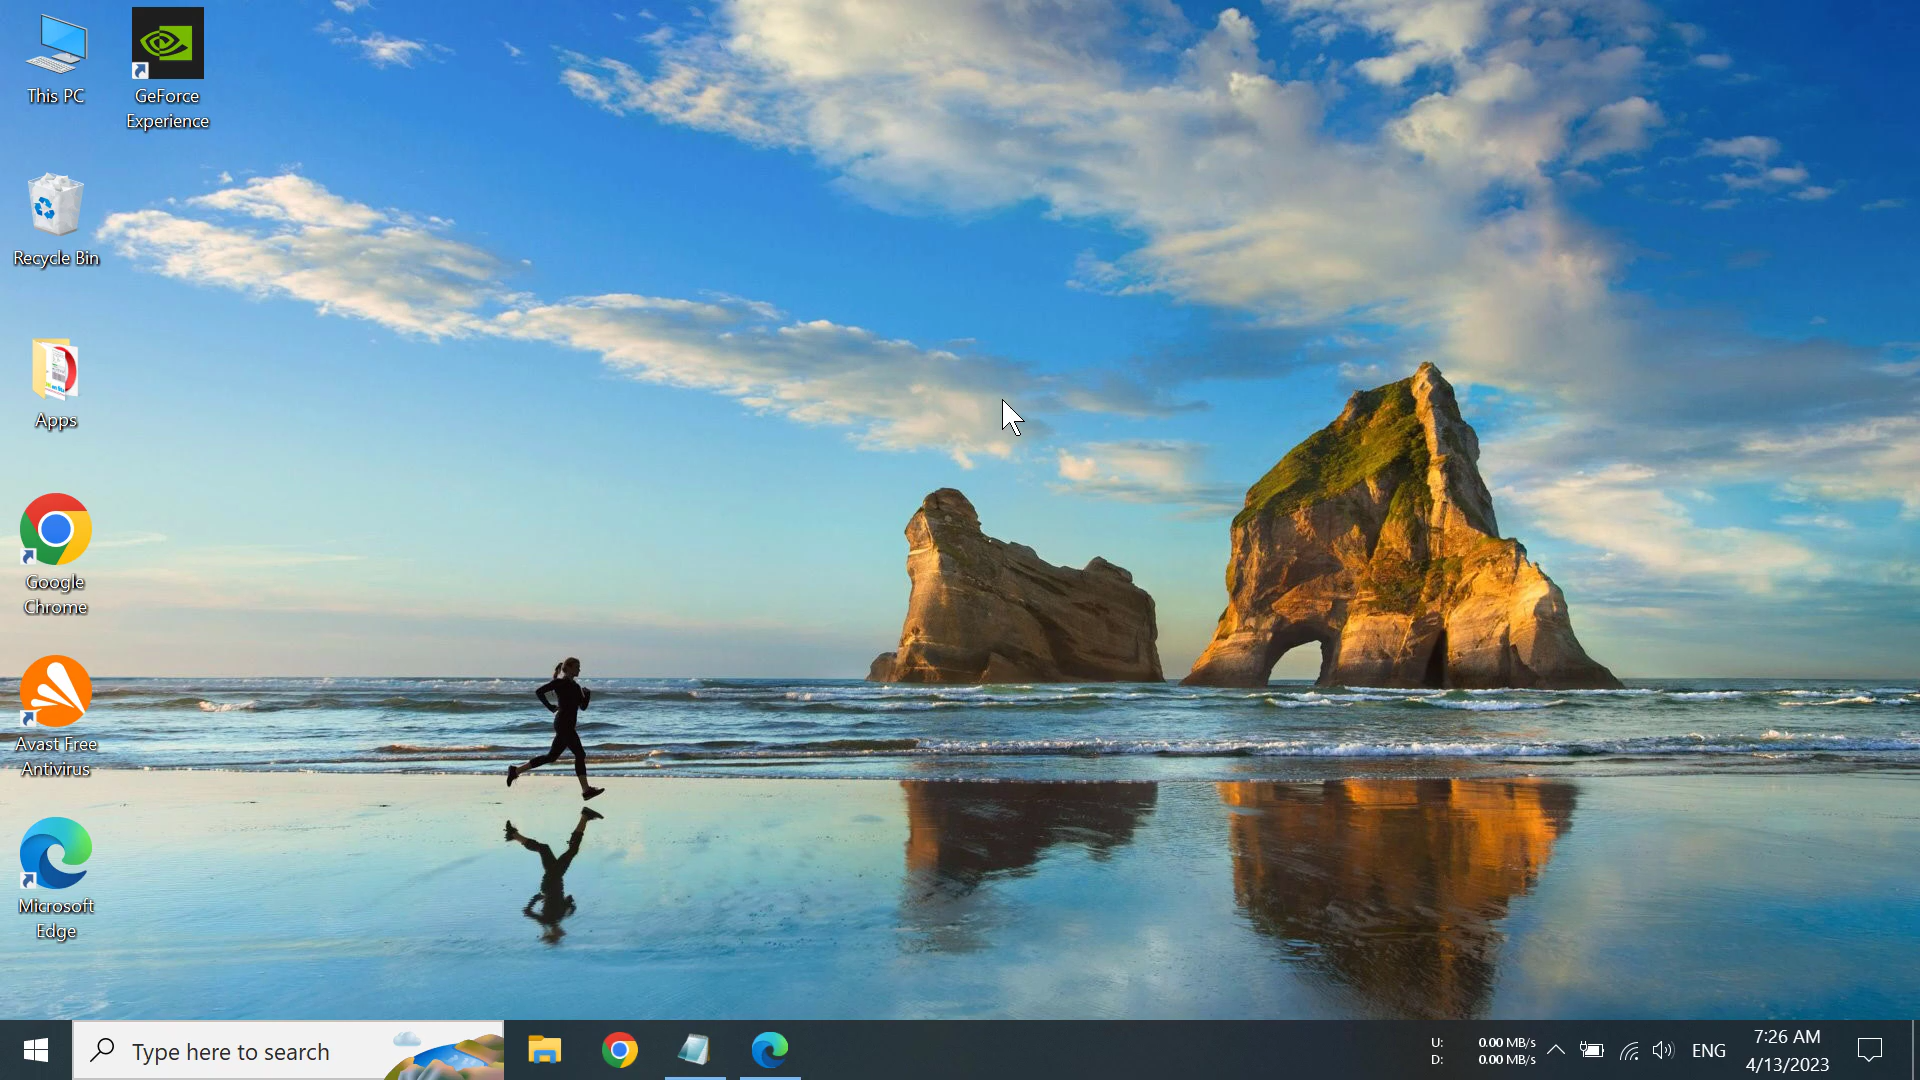 This PC
GeForce
Experience
Recycle Bin
Apps
Google
Chrome
Avast Free
Antivirus
Microsoft
Edge
Type here to search
U: 0.00 MB/s
D: 0.00 MB/s
ENG
7:26 AM
4/13/2023